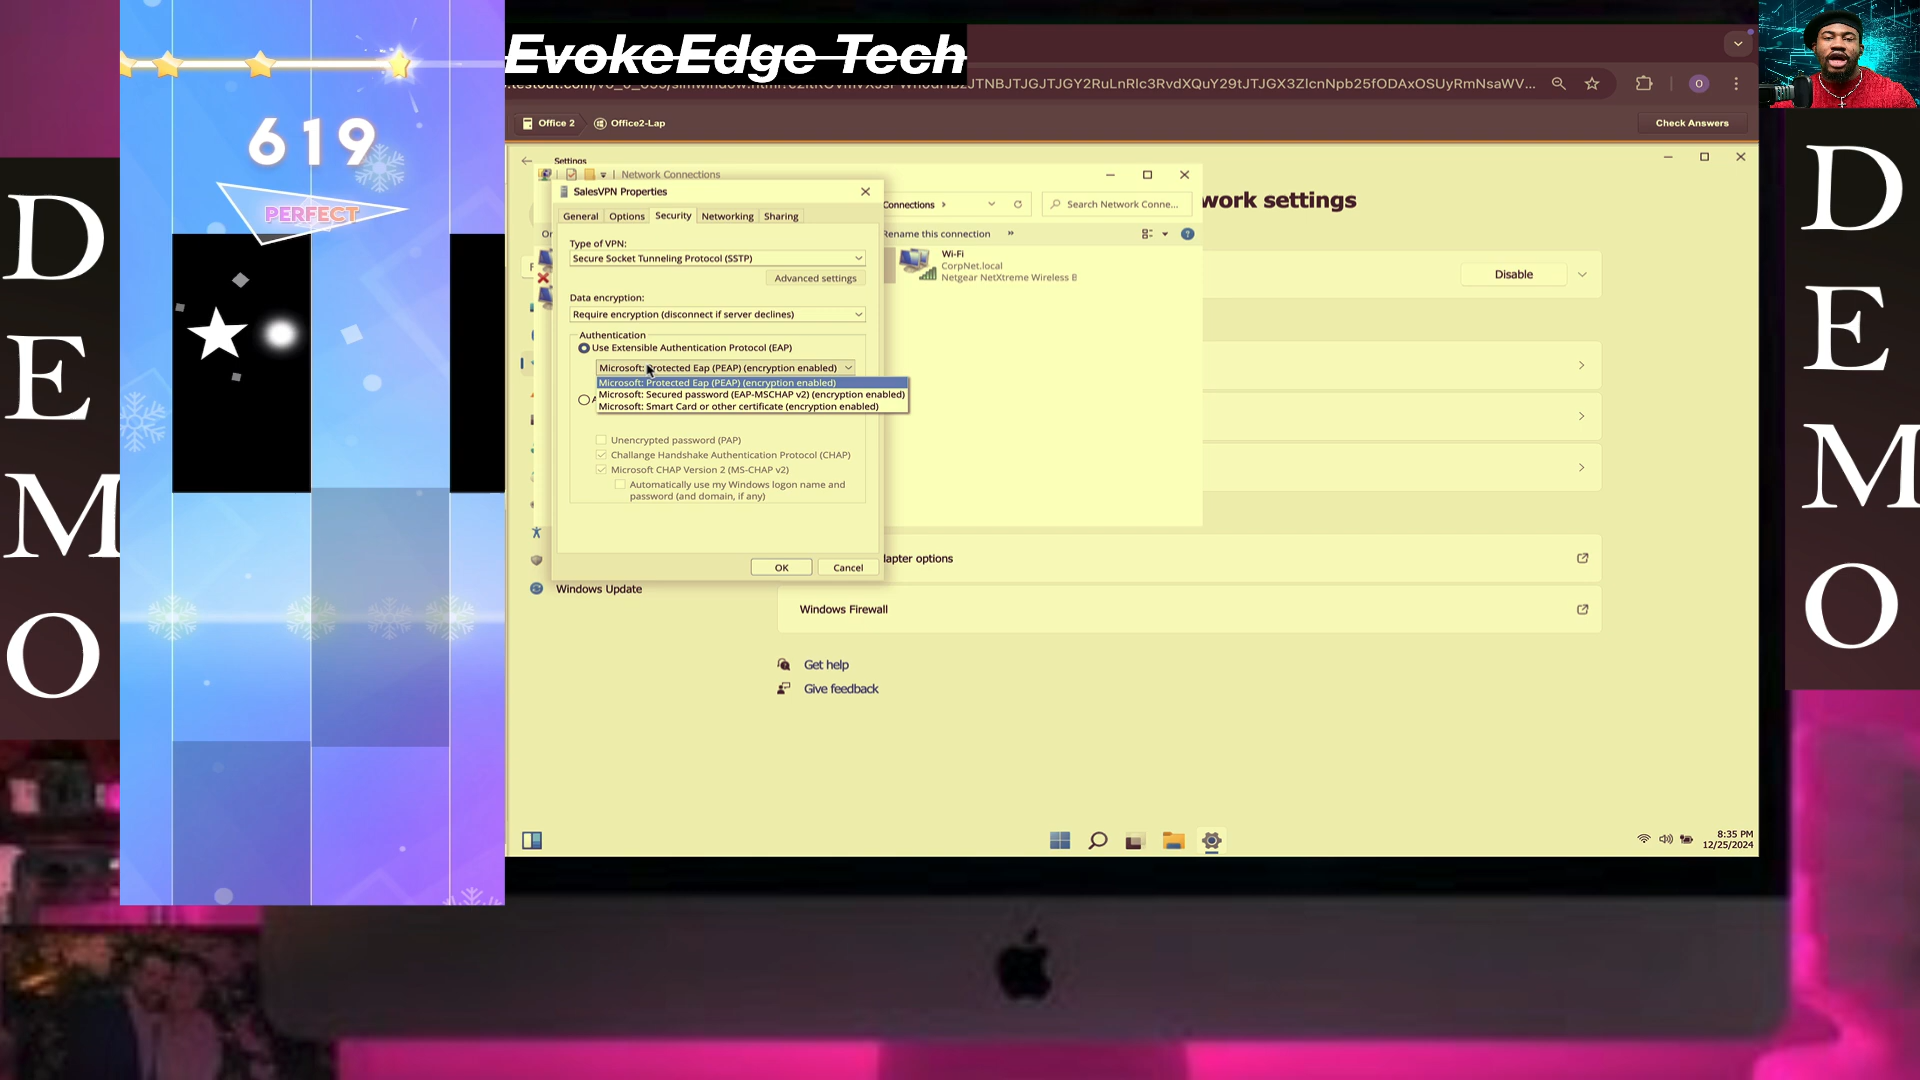 EvokeEdge Tech
DEMO
619
PERFECT
JTNBJTJGJTJGY2RuLnRlc3RvdXQuY29tJTJGX3ZlcnNpb25fODAxOSUyRmNsaWV...
O
Office 2
Office2-Lap
Check Answers
Settings
Network Connections
SalesVPN Properties
General
Options
Security
Networking
Sharing
Connections
Search Network Conne...
work settings
Or
Rename this connection
»
Type of VPN:
Secure Socket Tunneling Protocol (SSTP)
Advanced settings
Wi-Fi
CorpNet.local
Netgear NetXtreme Wireless B
Disable
Data encryption:
Require encryption (disconnect if server declines)
Authentication
Use Extensible Authentication Protocol (EAP)
Microsoft: Protected Eap (PEAP) (encryption enabled)
Microsoft: Protected Eap (PEAP) (encryption enabled)
Microsoft: Secured password (EAP-MSCHAP v2) (encryption enabled)
Microsoft: Smart Card or other certificate (encryption enabled)
Unencrypted password (PAP)
Challange Handshake Authentication Protocol (CHAP)
Microsoft CHAP Version 2 (MS-CHAP v2)
Automatically use my Windows logon name and
password (and domain, if any)
OK
Cancel
dapter options
Windows Update
Windows Firewall
Get help
Give feedback
8:35 PM
12/25/2024
DEMO